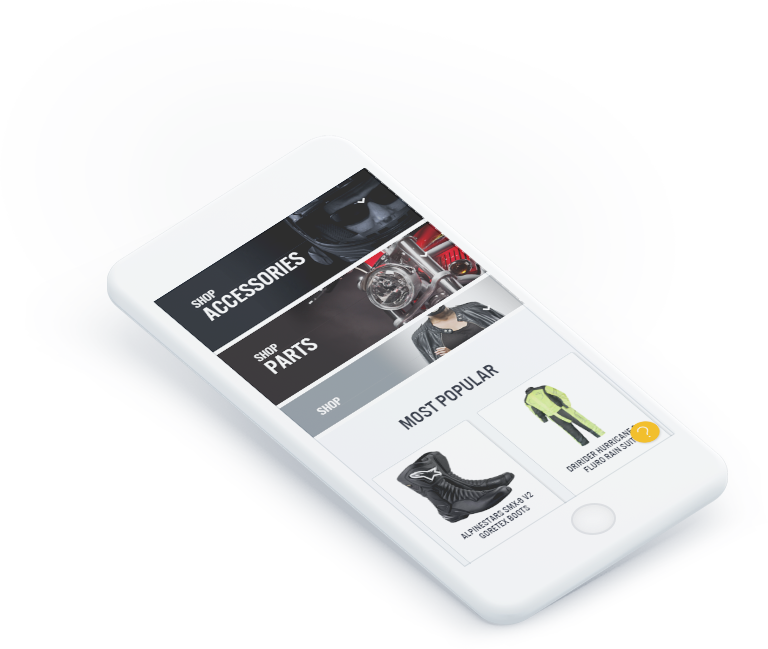 SHOP
ACCESSORIES
SHOP
PARTS
SHOP
MOST POPULAR
ALPINESTARS SMX-6 V2
GORETEX BOOTS
DRIRIDER HURRICANE
FLURO RAIN SUIT
?